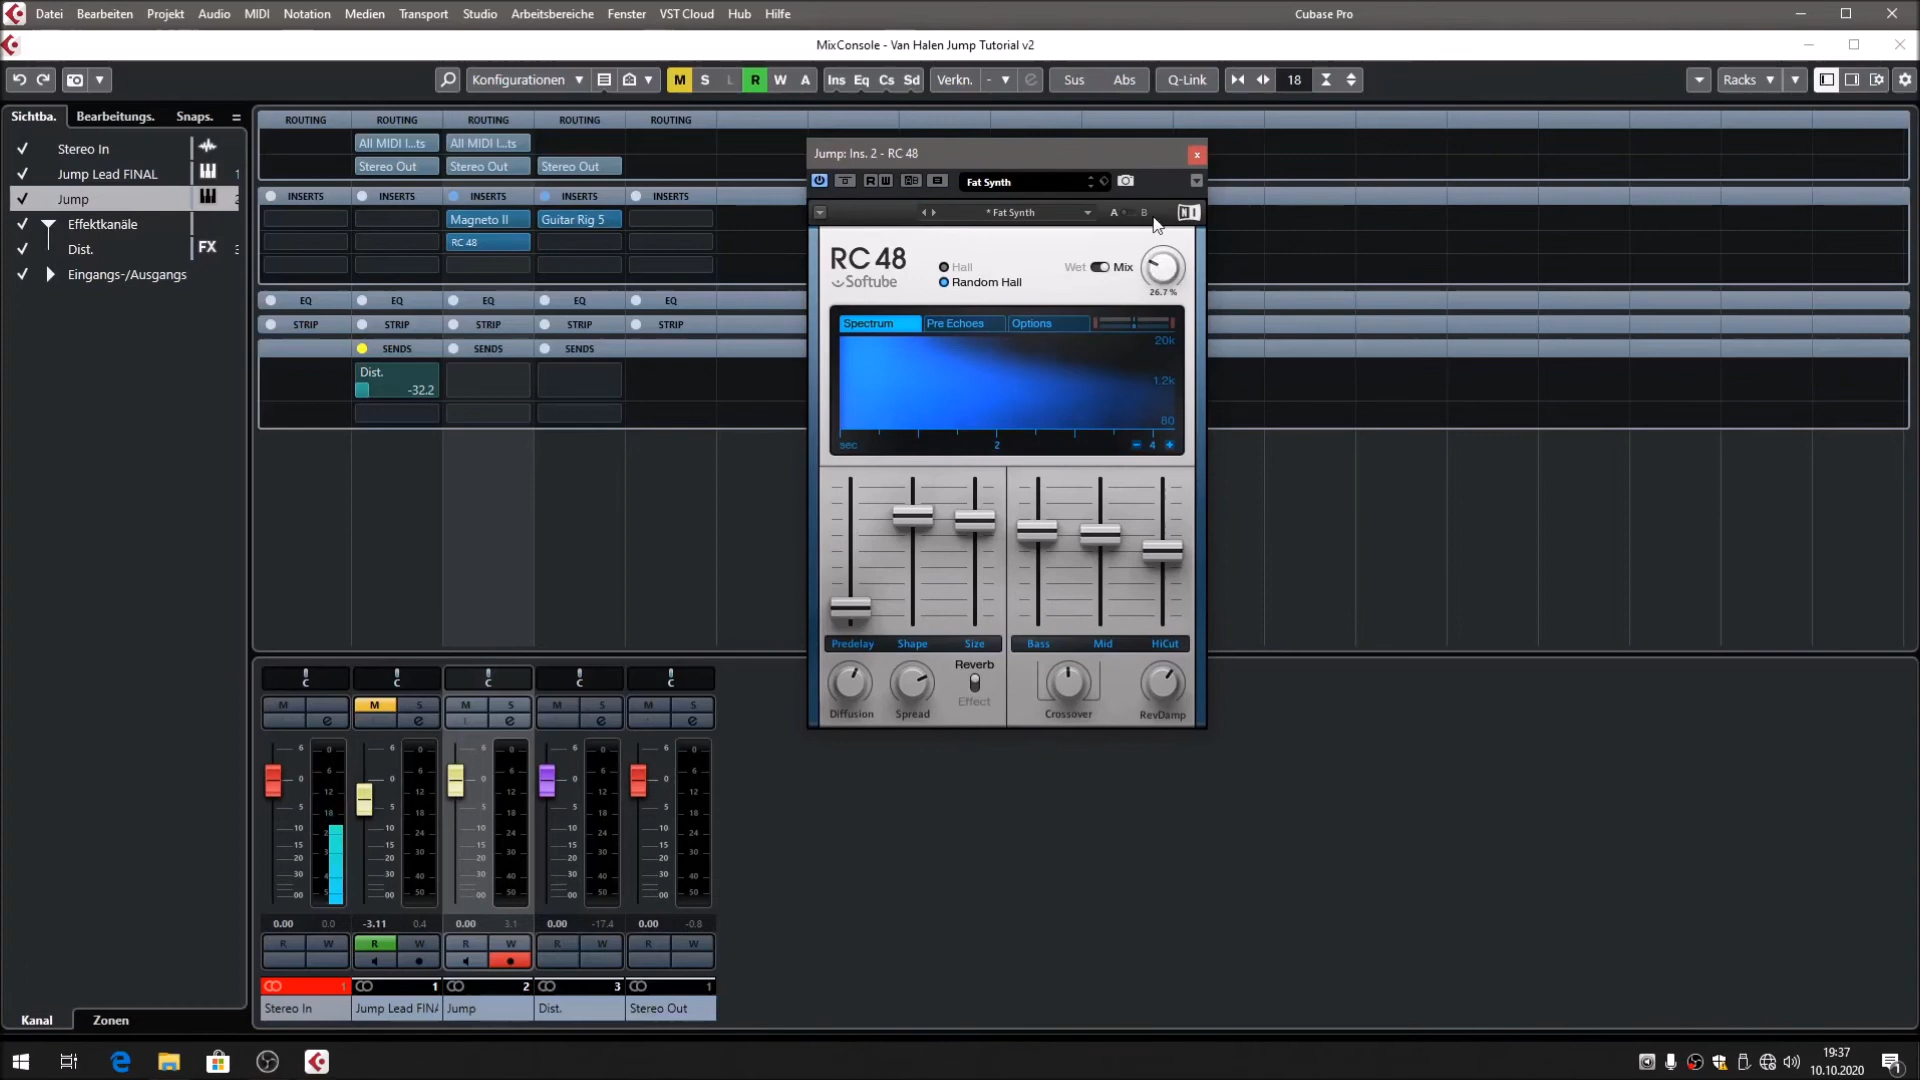 Datei Bearbeiten Projekt Audio MIDI Notation Medien Transport Studio Arbeitsbereiche Fenster VST Cloud Hub Hilfe Cubase Pro
MixConsole - Van Halen Jump Tutorial v2
Konfigurationen M S L R W A Ins Eq Cs Sd Verkn. - Sus Abs Q-Link 18 Racks
Sichtba. Bearbeitungs. Snaps.
Stereo In
Jump Lead FINAL 1
Jump 2
Effektkanäle
Dist. FX
Eingangs-/Ausgangs
ROUTING ROUTING ROUTING ROUTING ROUTING
All MIDI I...ts All MIDI I...ts
Stereo Out Stereo Out Stereo Out
INSERTS INSERTS INSERTS INSERTS INSERTS
Magneto II Guitar Rig 5
RC 48
EQ EQ EQ EQ EQ
STRIP STRIP STRIP STRIP STRIP
SENDS SENDS SENDS
Dist.
-32.2
Jump: Ins. 2 - RC 48
R W Fat Synth
* Fat Synth A B
RC 48
Softube
Hall
Random Hall
Wet Mix
26.7 %
Spectrum Pre Echoes Options
20k
1.2k
80
sec 2 - 4 +
Predelay Shape Size Bass Mid HiCut
Reverb
Effect
Diffusion Spread Crossover RevDamp
C C C C C
M M S M S M S M S
0.00 0.0 -3.11 0.4 0.00 3.1 0.00 -17.4 0.00 -0.8
R W R W R W R W R W
1 1 2 3 1
Stereo In Jump Lead FIN Jump Dist. Stereo Out
Kanal Zonen
19:37
10.10.2020